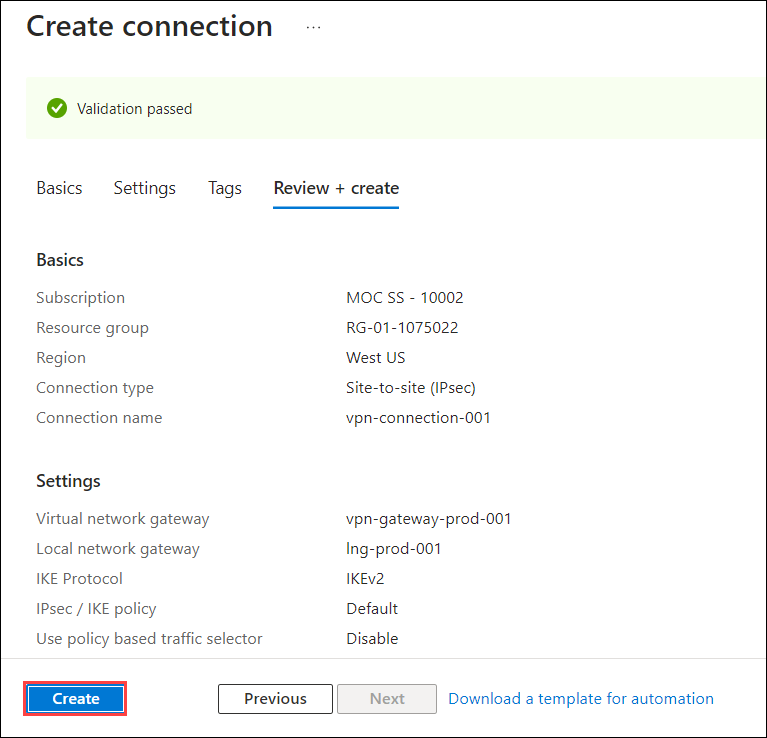 Create connection ...
Validation passed
Basics Settings Tags Review + create
Basics
Subscription MOC SS - 10002
Resource group RG-01-1075022
Region West US
Connection type Site-to-site (IPsec)
Connection name vpn-connection-001
Settings
Virtual network gateway vpn-gateway-prod-001
Local network gateway lng-prod-001
IKE Protocol IKEv2
IPsec / IKE policy Default
Use policy based traffic selector Disable
Create Previous Next Download a template for automation